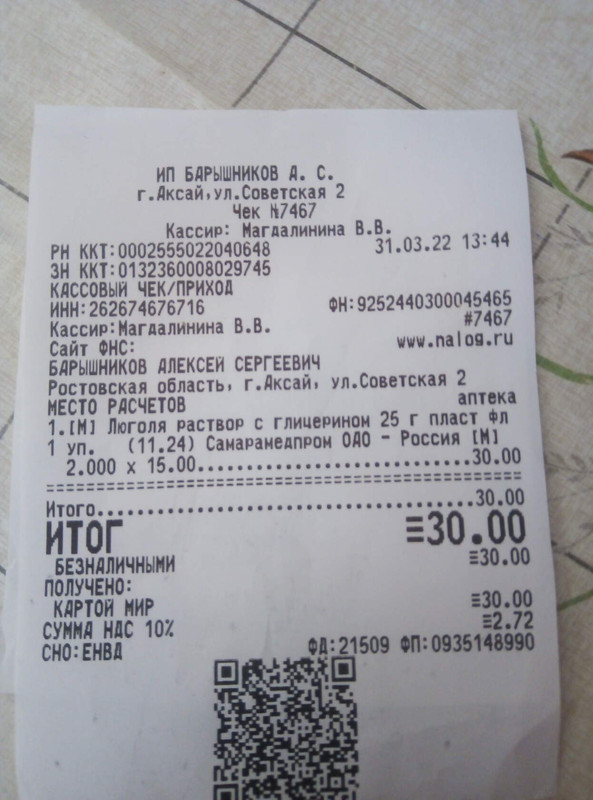 ИП БАРЫШНИКОВ А. С.
г.Аксай,ул.Советская 2
Чек №7467
Кассир: Магдалинина В.В.
РН ККТ:0002555022040648 31.03.22 13:44
ЗН ККТ:0132360008029745
КАССОВЫЙ ЧЕК/ПРИХОД
ИНН:262674676716 ФН:9252440300045465
Кассир:Магдалинина В.В. #7467
Сайт ФНС: www.nalog.ru
БАРЫШНИКОВ АЛЕКСЕЙ СЕРГЕЕВИЧ
Ростовская область, г.Аксай, ул.Советская 2
МЕСТО РАСЧЕТОВ аптека
1.[М] Люголя раствор с глицерином 25 г пласт фл
1 уп. (11.24) Самарамедпром ОАО - Россия [М]
2.000 х 15.00..............................30.00
================================================
Итого......................................30.00
ИТОГ ≡30.00
БЕЗНАЛИЧНЫМИ ≡30.00
ПОЛУЧЕНО:
КАРТОЙ МИР ≡30.00
СУММА НДС 10% ≡2.72
СНО:ЕНВД ФД:21509 ФП:0935148990